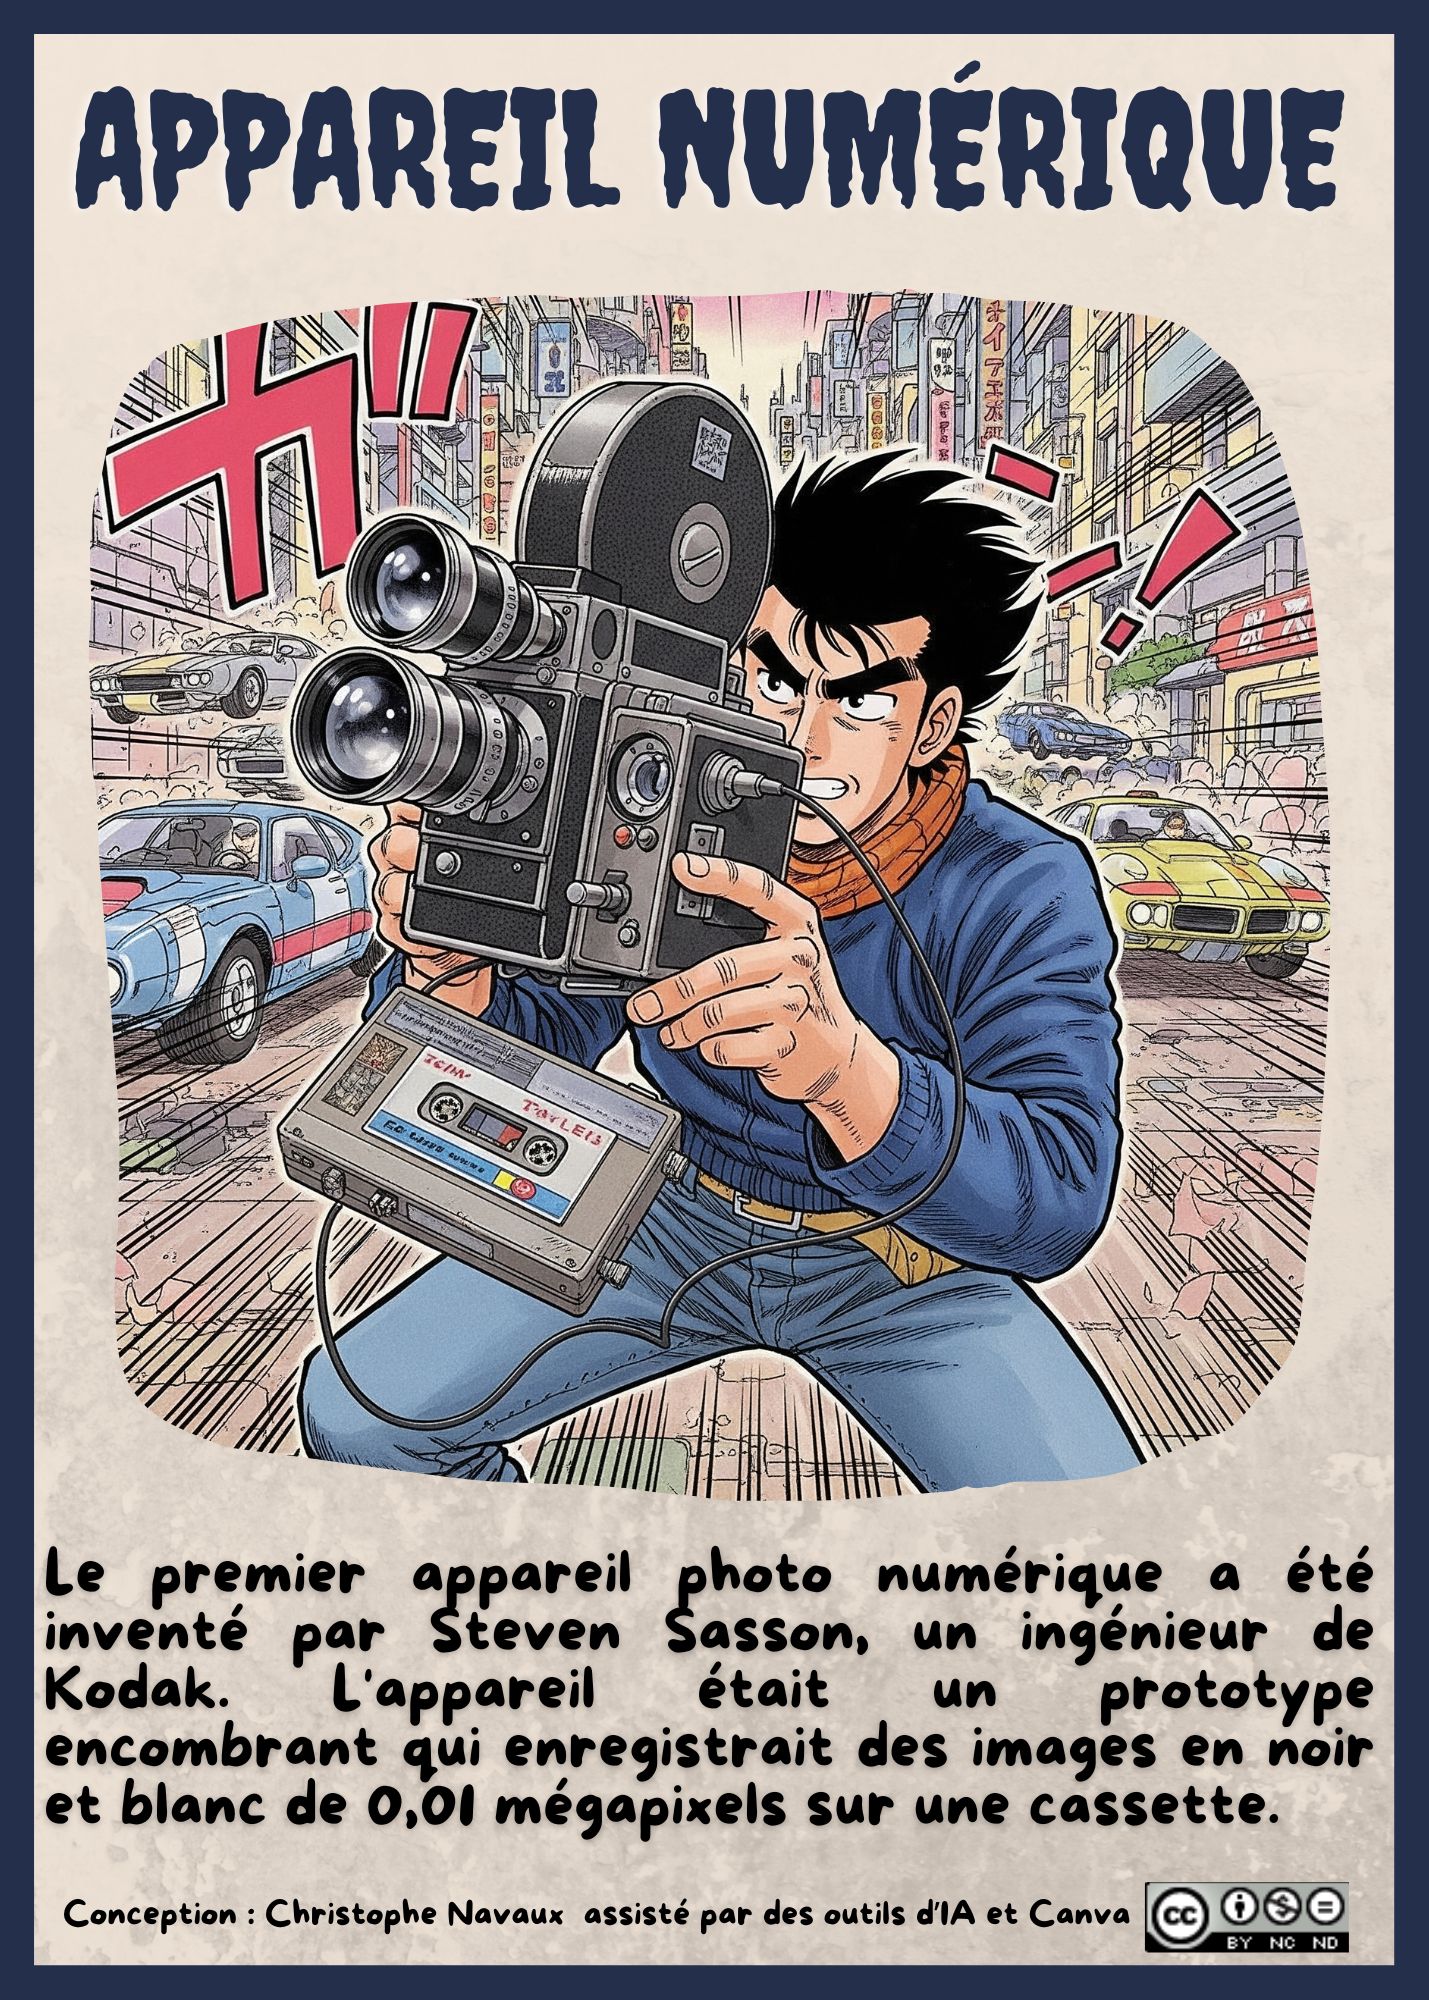 APPAREIL NUMÉRIQUE
ガ
Le premier appareil photo numérique a été
inventé par Steven Sasson, un ingénieur de
Kodak. L'appareil était un prototype
encombrant qui enregistrait des images en noir
et blanc de 0,01 mégapixels sur une cassette.
Conception : Christophe Navaux assisté par des outils d'IA et Canva
cc
BY NC ND